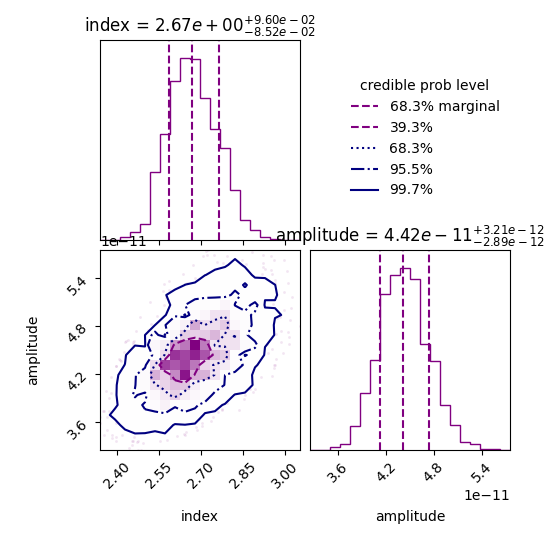 index = 2.67e + 00 +9.60e − 02 −8.52e − 02
credible prob level
68.3% marginal
39.3%
68.3%
95.5%
99.7%
amplitude = 4.42e − 11 +3.21e − 12 −2.89e − 12
1e−11
5.4
4.8
4.2
3.6
amplitude
2.40 2.55 2.70 2.85 3.00
index
3.6 4.2 4.8 5.4
1e−11
amplitude